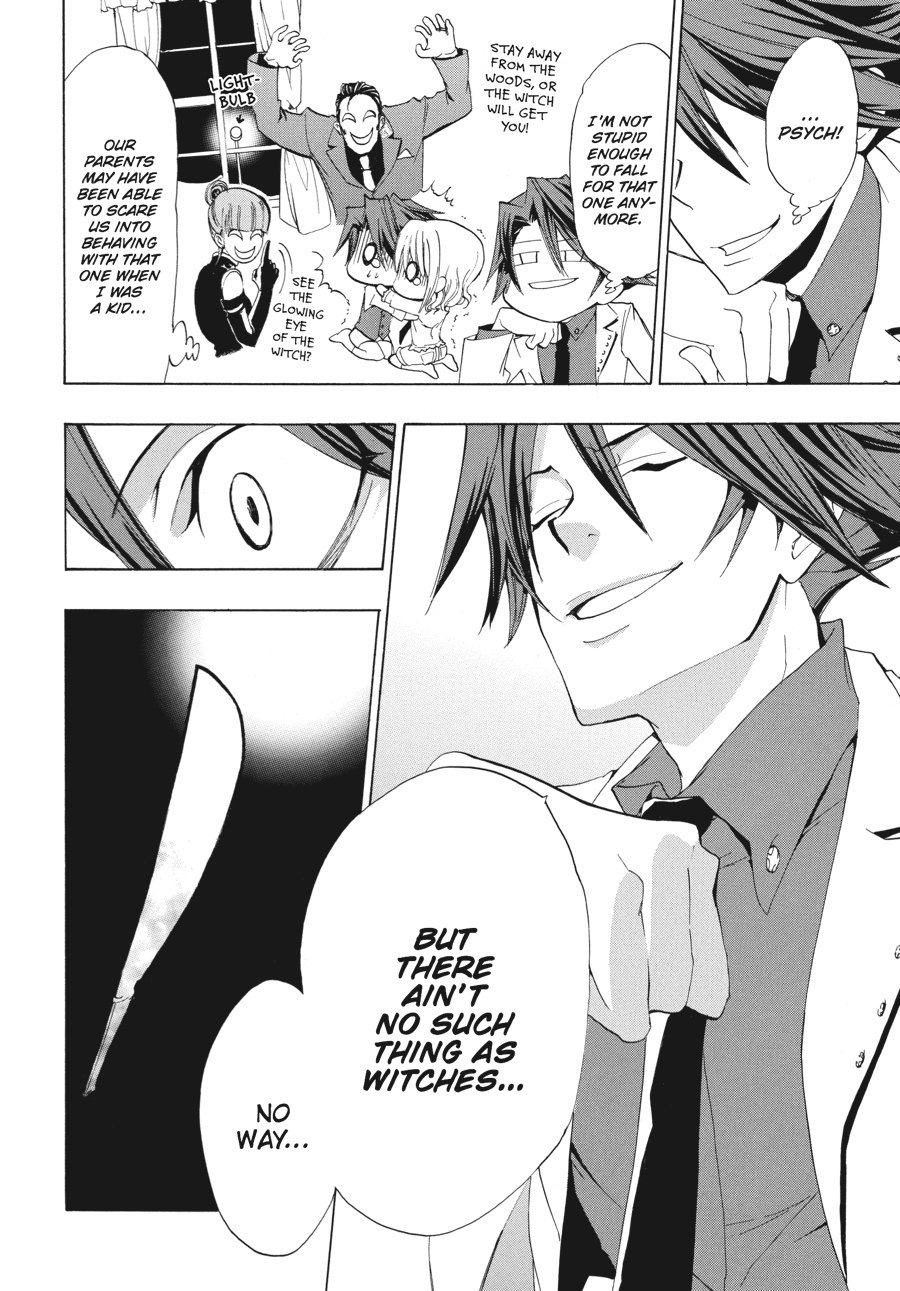 ...
PSYCH!
I'M NOT
STUPID
ENOUGH
TO FALL
FOR THAT
ONE ANY-
MORE.
STAY AWAY
FROM THE
WOODS, OR
THE WITCH
WILL GET
YOU!
LIGHT-
BULB
SEE
THE
GLOWING
EYE
OF THE
WITCH?
OUR
PARENTS
MAY HAVE
BEEN ABLE
TO SCARE
US INTO
BEHAVING
WITH THAT
ONE WHEN
I WAS
A KID...
BUT
THERE
AIN'T
NO SUCH
THING AS
WITCHES...
NO
WAY...